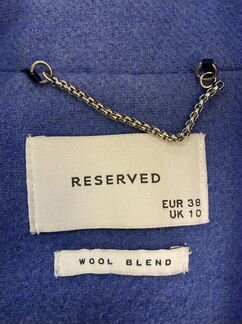 RESERVED
EUR 38
UK 10
WOOL BLEND